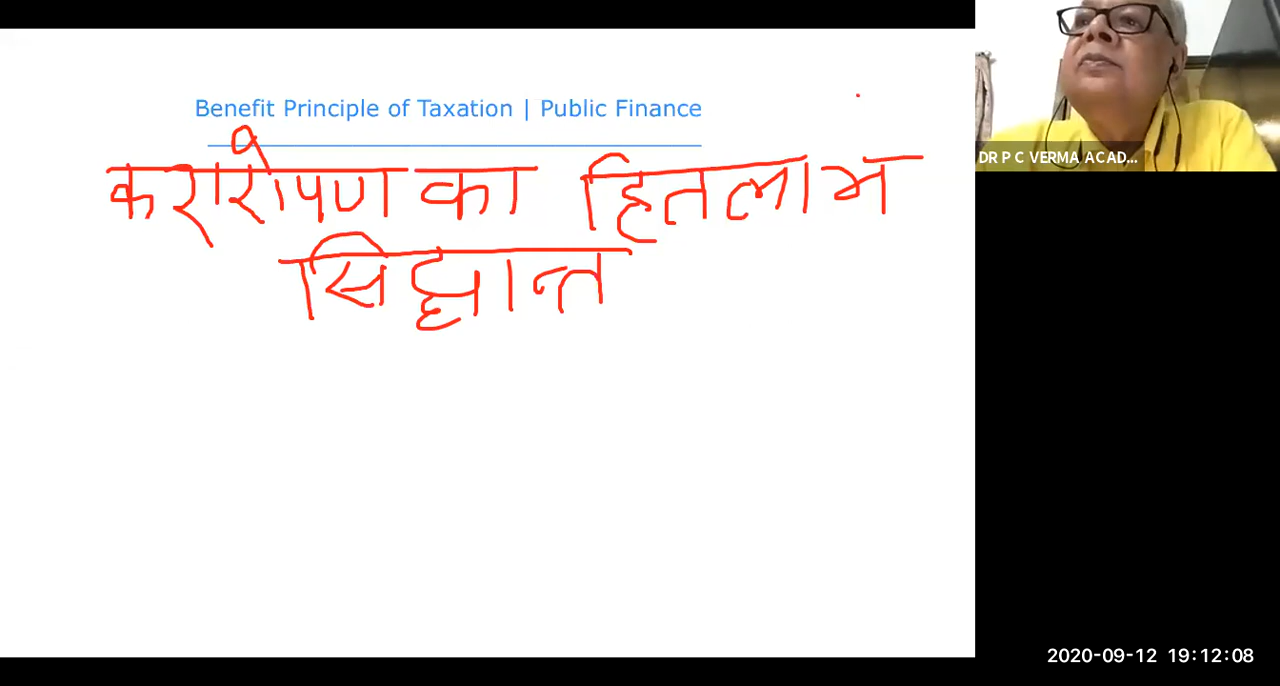 Benefit Principle of Taxation | Public Finance
करारोपण का हितलाभ
सिद्धान्त
DR P C VERMA ACAD...
2020-09-12 19:12:08